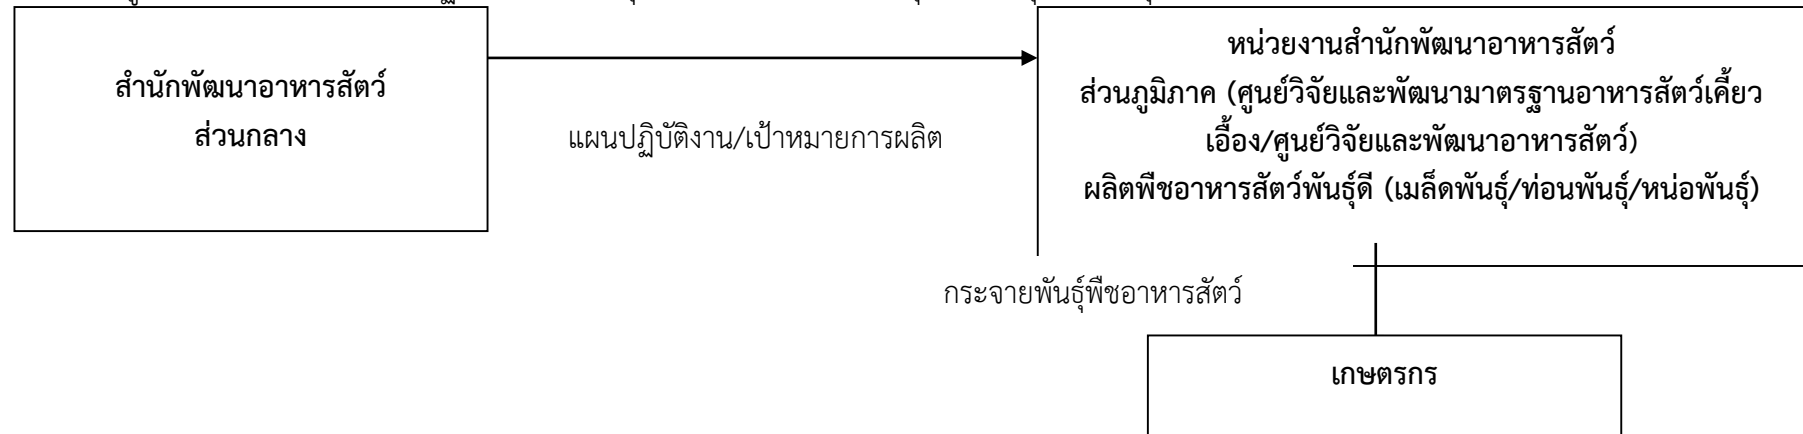 สำนักพัฒนาอาหารสัตว์
ส่วนกลาง
แผนปฏิบัติงาน/เป้าหมายการผลิต
หน่วยงานสำนักพัฒนาอาหารสัตว์
ส่วนภูมิภาค (ศูนย์วิจัยและพัฒนามาตรฐานอาหารสัตว์เคี้ยว
เอื้อง/ศูนย์วิจัยและพัฒนาอาหารสัตว์)
ผลิตพืชอาหารสัตว์พันธุ์ดี (เมล็ดพันธุ์/ท่อนพันธุ์/หน่อพันธุ์)
กระจายพันธุ์พืชอาหารสัตว์
เกษตรกร